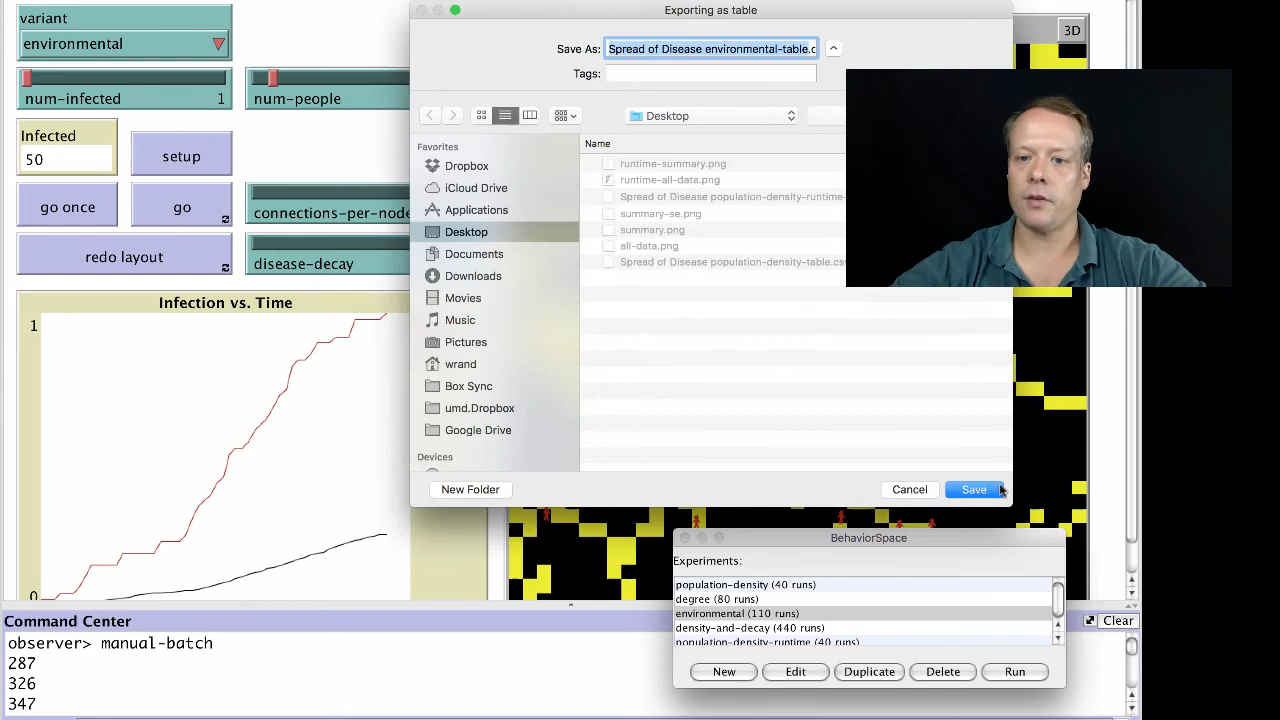 variant
environmental
num-infected 1
num-people
Infected
50
setup
go once
go
connections-per-node
redo layout
disease-decay
Infection vs. Time
1
0
Exporting as table
Save As: Spread of Disease environmental-table.c
Tags:
Desktop
Favorites
Dropbox
iCloud Drive
Applications
Desktop
Documents
Downloads
Movies
Music
Pictures
wrand
Box Sync
umd.Dropbox
Google Drive
Devices
Name
runtime-summary.png
runtime-all-data.png
Spread of Disease population-density-runtime-
summary-se.png
summary.png
all-data.png
Spread of Disease population-density-table.csv
New Folder
Cancel
Save
3D
BehaviorSpace
Experiments:
population-density (40 runs)
degree (80 runs)
environmental (110 runs)
density-and-decay (440 runs)
population-density-runtime (40 runs)
New
Edit
Duplicate
Delete
Run
Command Center
Clear
observer> manual-batch
287
326
347